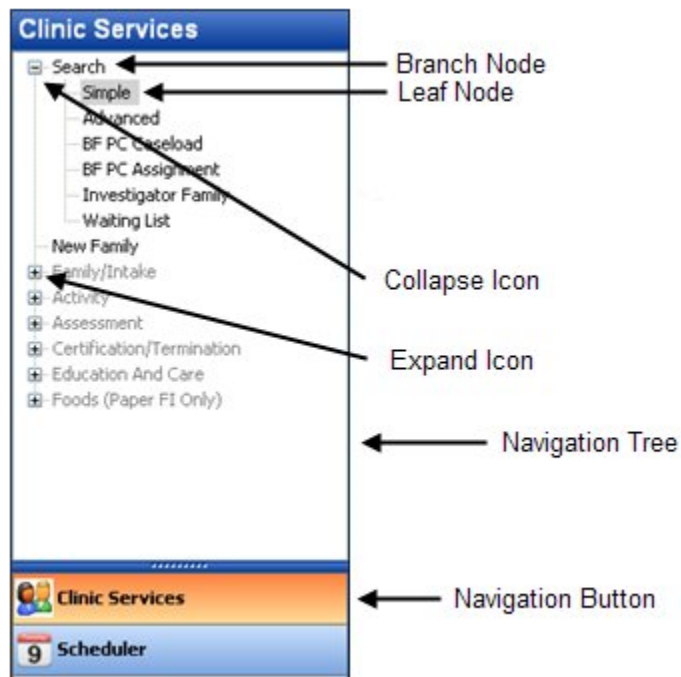 Clinic Services
Search
Branch Node
Simple
Leaf Node
Advanced
BF PC Caseload
BF PC Assignment
Investigator Family
Waiting List
New Family
Family/Intake
Collapse Icon
Activity
Assessment
Certification/Termination
Expand Icon
Education And Care
Foods (Paper FI Only)
Navigation Tree
Clinic Services
Navigation Button
9
Scheduler